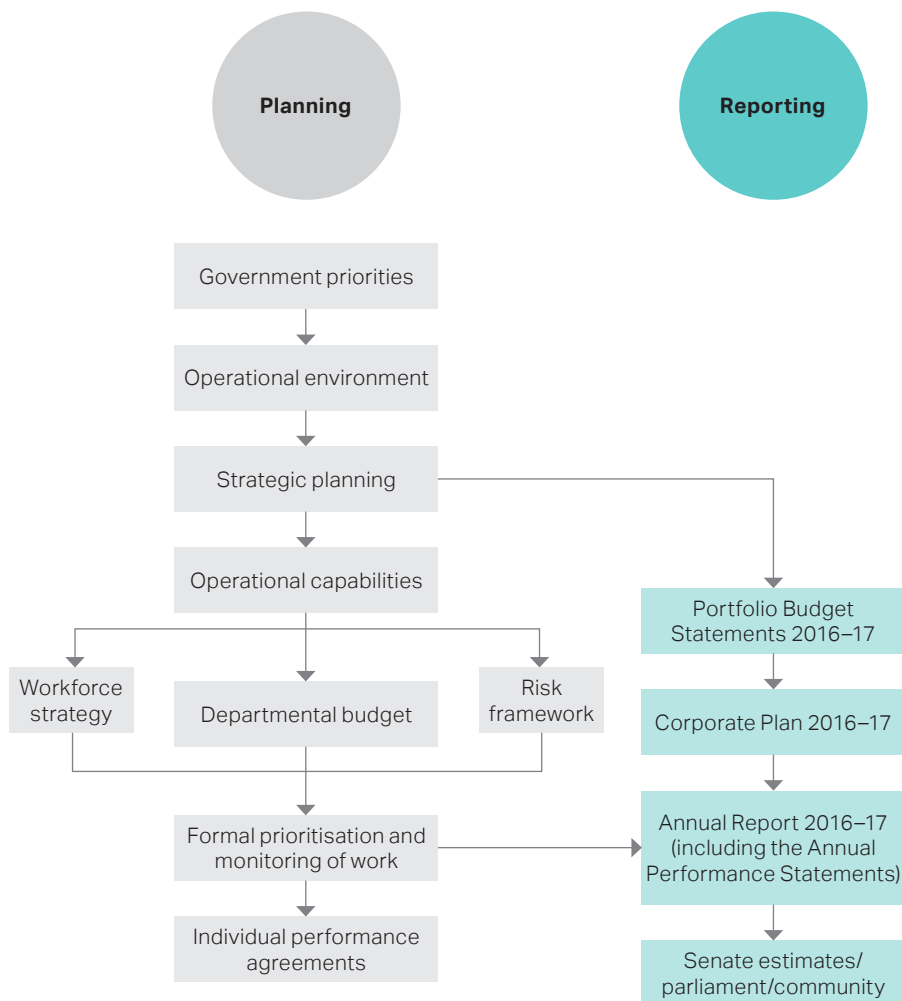 Planning
Reporting
Government priorities
Operational environment
Strategic planning
Operational capabilities
Workforce
strategy
Departmental budget
Risk
framework
Formal prioritisation and
monitoring of work
Individual performance
agreements
Portfolio Budget
Statements 2016–17
Corporate Plan 2016–17
Annual Report 2016–17
(including the Annual
Performance Statements)
Senate estimates/
parliament/community